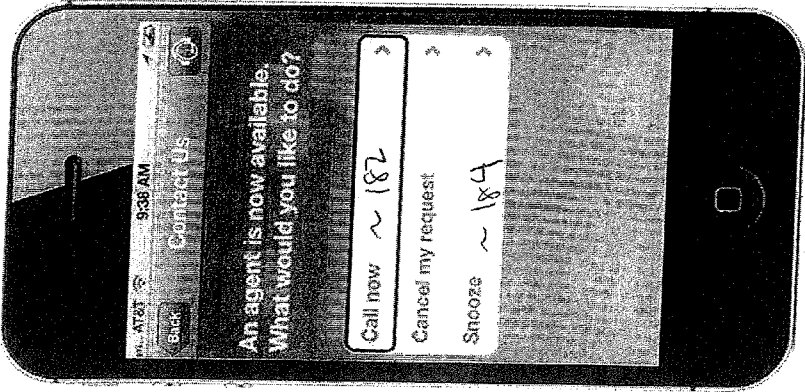 AT&T 9:38 AM
Back Contact Us
An agent is now available.
What would you like to do?
Call now ~ 182
Cancel my request
Snooze ~ 184